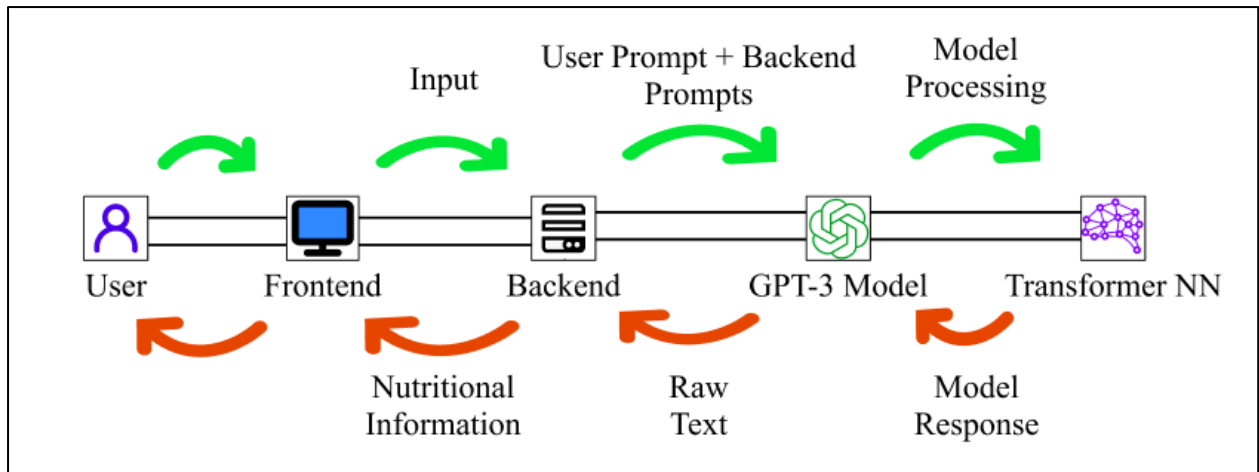 User Prompt + Backend
Prompts
Model
Processing
Input
User
Frontend
Backend
GPT-3 Model
Transformer NN
Nutritional
Information
Raw
Text
Model
Response